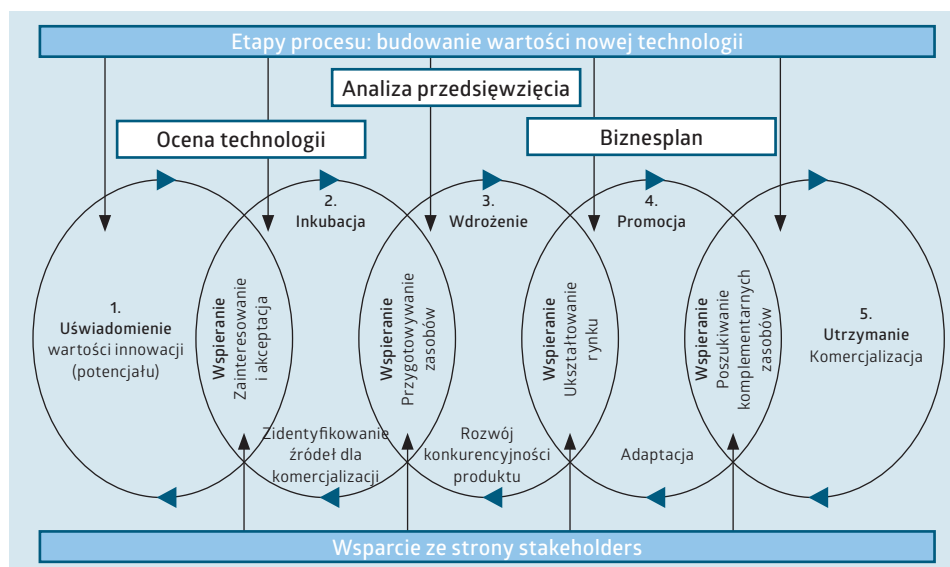 Etapy procesu: budowanie wartości nowej technologii
Analiza przedsięwzięcia
Ocena technologii
Biznesplan
1.
Uświadomienie
wartości innowacji
(potencjału)
Wspieranie
Zainteresowanie
i akceptacja
2.
Inkubacja
Zidentyfikowanie
źródeł dla
komercjalizacji
Wspieranie
Przygotowywanie
zasobów
3.
Wdrożenie
Rozwój
konkurencyjności
produktu
Wspieranie
Ukształtowanie
rynku
4.
Promocja
Adaptacja
Wspieranie
Poszukiwanie
komplementarnych
zasobów
5.
Utrzymanie
Komercjalizacja
Wsparcie ze strony stakeholders